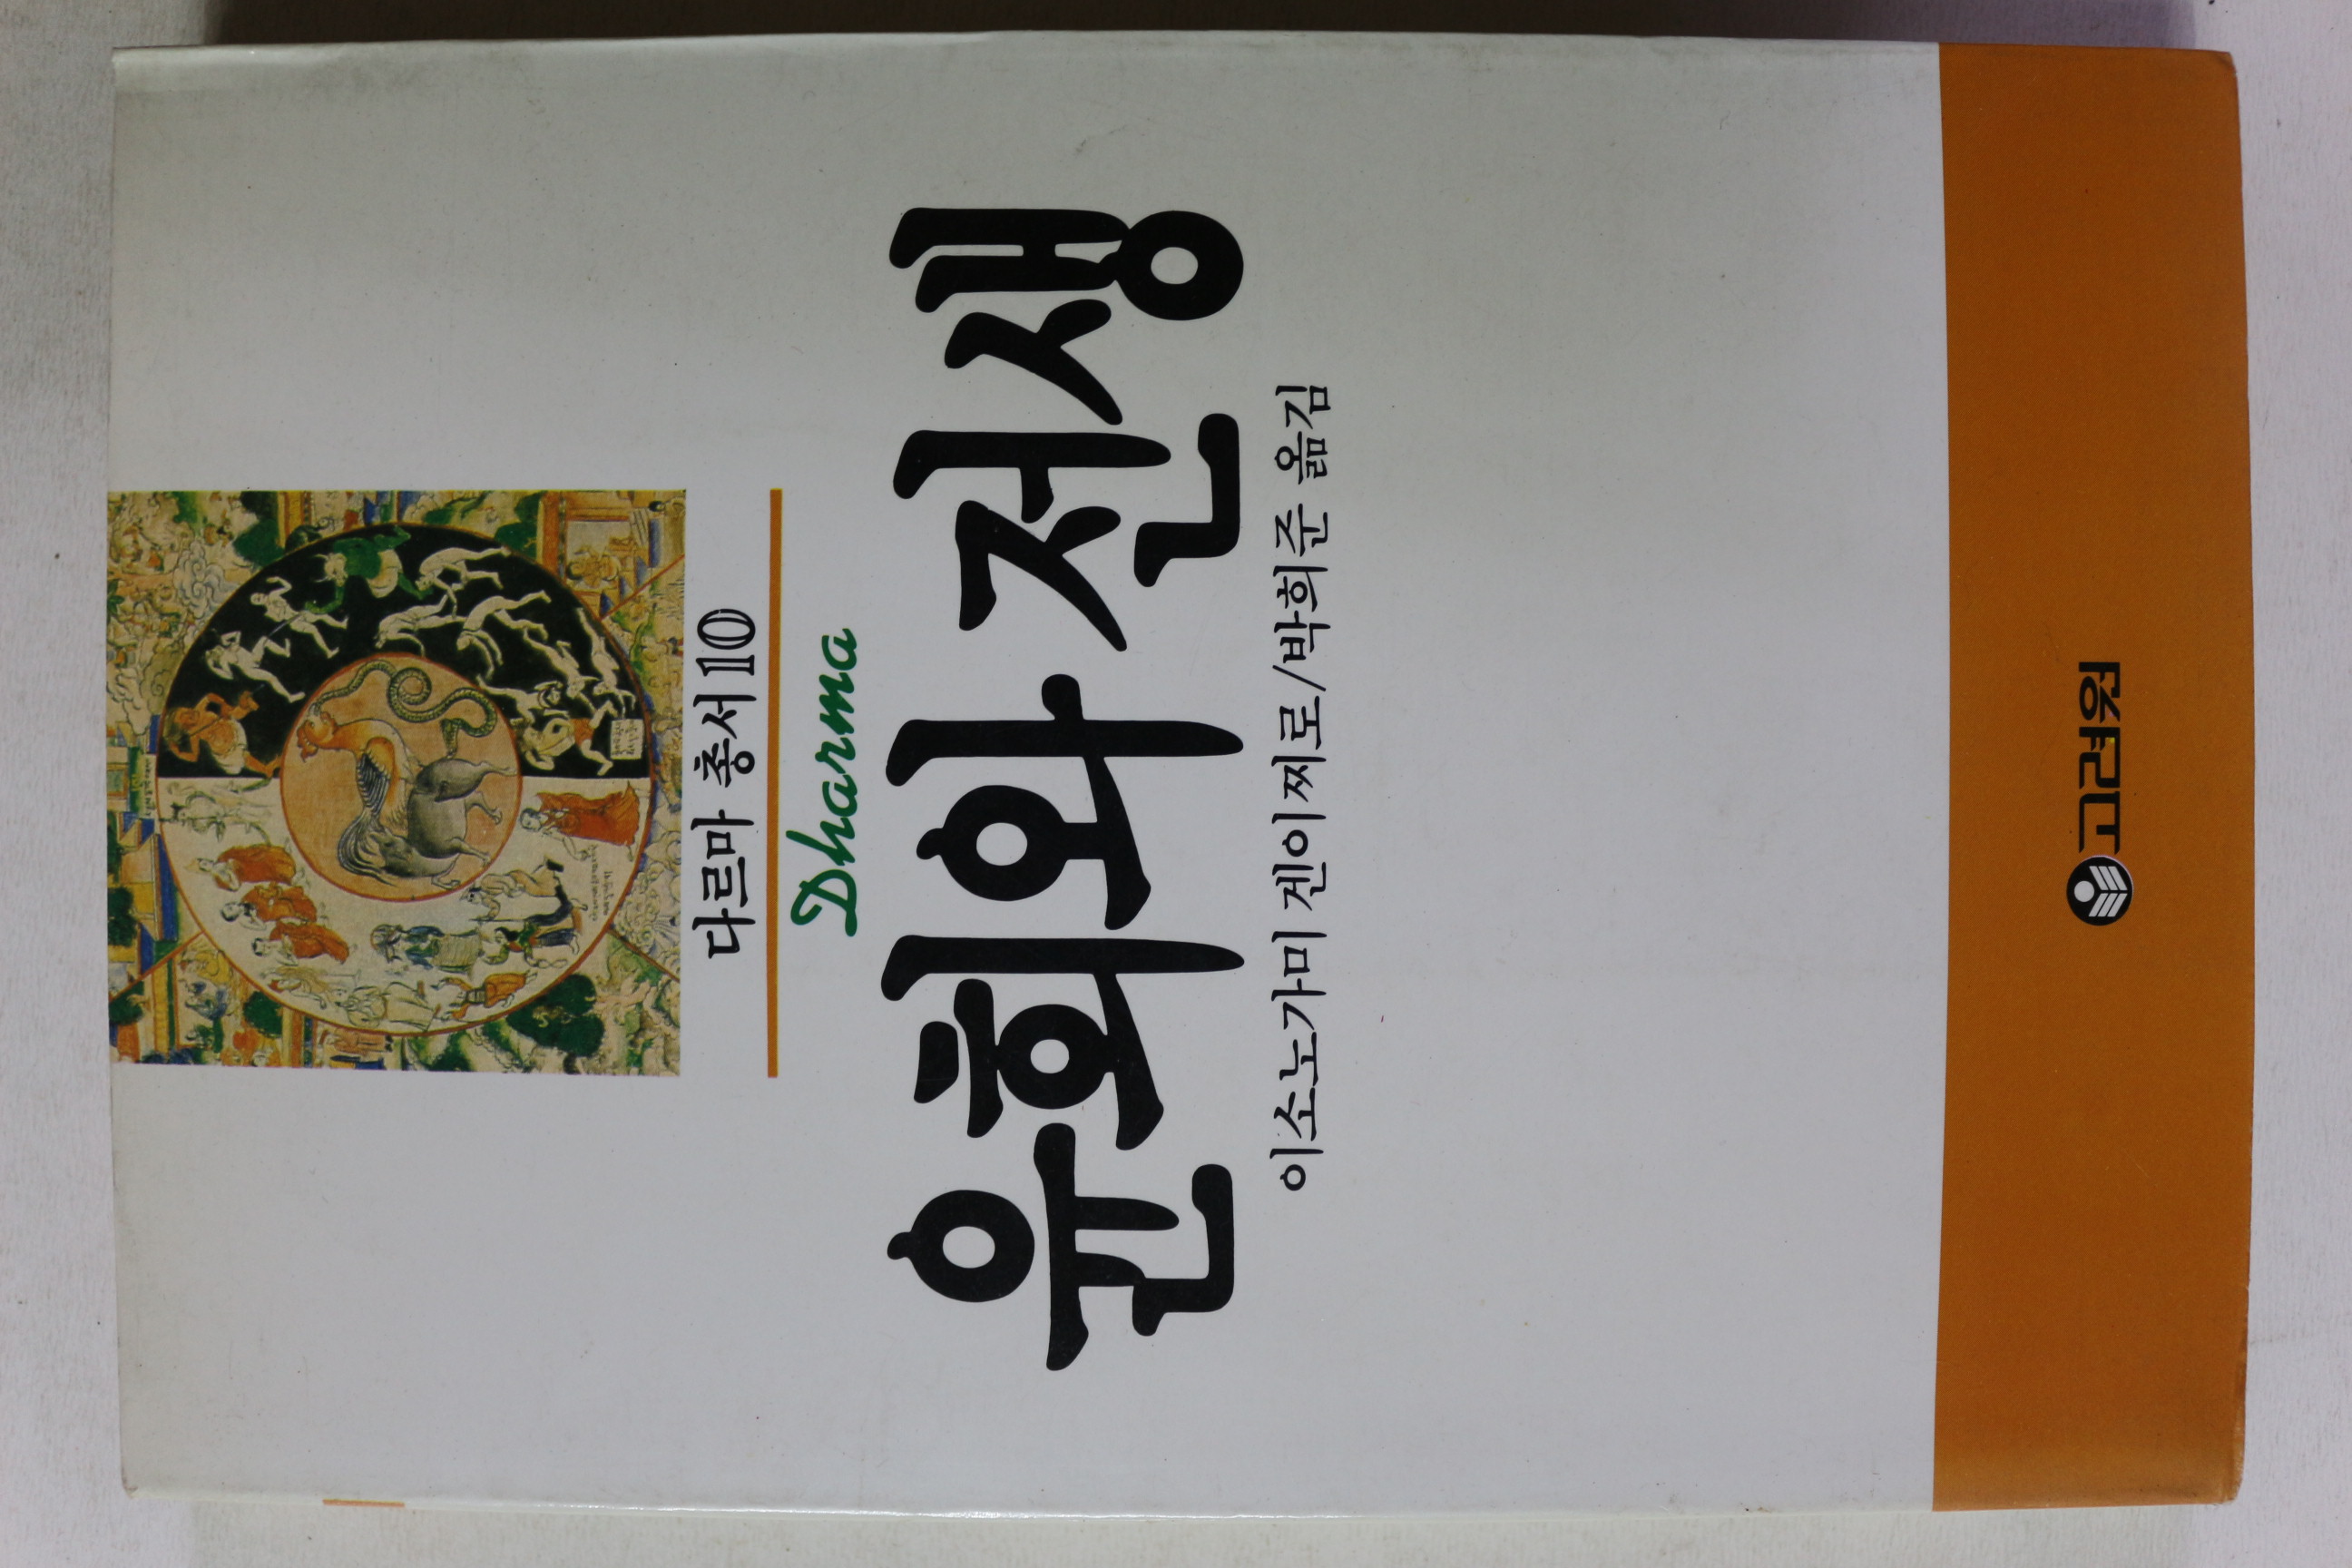 다르마 총서 10
Dharma
윤회와 전생
이소노가미 겐이찌로/박희준 옮김
고려원